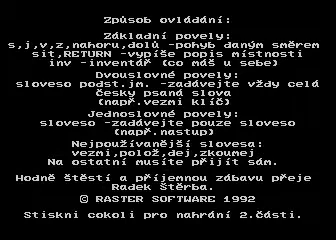 Způsob ovládání:
Základní povely:
s,j,v,z,nahoru,dolů -pohyb daným směrem
sit,RETURN -vypíše popis místnosti
inv -inventář (co máš u sebe)
Dvouslovné povely:
sloveso podst.jm. -zadávejte vždy celá
česky psaná slova
(např.vezmi klíč)
Jednoslovné povely:
sloveso -zadávejte pouze sloveso
(např.nastup)
Nejpoužívanější slovesa:
vezmi,polož,dej,zkoumej
Na ostatní musíte přijít sám.
Hodně štěstí a příjemnou zábavu přeje
Radek Štěrba.
© RASTER SOFTWARE 1992
Stiskni cokoli pro nahrání 2.části.